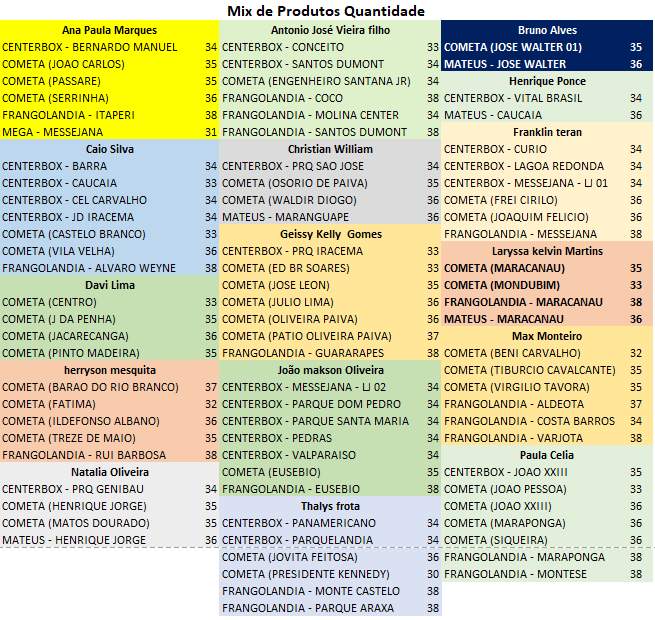 Mix de Produtos Quantidade
Ana Paula Marques
CENTERBOX - BERNARDO MANUEL 34
COMETA (JOAO CARLOS) 35
COMETA (PASSARE) 35
COMETA (SERRINHA) 36
FRANGOLANDIA - ITAPERI 38
MEGA - MESSEJANA 31
Caio Silva
CENTERBOX - BARRA 34
CENTERBOX - CAUCAIA 33
CENTERBOX - CEL CARVALHO 34
CENTERBOX - JD IRACEMA 34
COMETA (CASTELO BRANCO) 33
COMETA (VILA VELHA) 36
FRANGOLANDIA - ALVARO WEYNE 38
Davi Lima
COMETA (CENTRO) 33
COMETA (J DA PENHA) 35
COMETA (JACARECANGA) 36
COMETA (PINTO MADEIRA) 35
herryson mesquita
COMETA (BARAO DO RIO BRANCO) 37
COMETA (FATIMA) 32
COMETA (ILDEFONSO ALBANO) 36
COMETA (TREZE DE MAIO) 35
FRANGOLANDIA - RUI BARBOSA 38
Natalia Oliveira
CENTERBOX - PRQ GENIBAU 34
COMETA (HENRIQUE JORGE) 35
COMETA (MATOS DOURADO) 35
MATEUS - HENRIQUE JORGE 36
Antonio José Vieira filho
CENTERBOX - CONCEITO 33
CENTERBOX - SANTOS DUMONT 34
COMETA (ENGENHEIRO SANTANA JR) 34
FRANGOLANDIA - COCO 38
FRANGOLANDIA - MOLINA CENTER 34
FRANGOLANDIA - SANTOS DUMONT 38
Christian William
CENTERBOX - PRQ SAO JOSE 34
COMETA (OSORIO DE PAIVA) 35
COMETA (WALDIR DIOGO) 36
MATEUS - MARANGUAPE 36
Geissy Kelly Gomes
CENTERBOX - PRQ IRACEMA 33
COMETA (ED BR SOARES) 33
COMETA (JOSE LEON) 35
COMETA (JULIO LIMA) 36
COMETA (OLIVEIRA PAIVA) 36
COMETA (PATIO OLIVEIRA PAIVA) 37
FRANGOLANDIA - GUARARAPES 38
João makson Oliveira
CENTERBOX - MESSEJANA - LJ 02 34
CENTERBOX - PARQUE DOM PEDRO 34
CENTERBOX - PARQUE SANTA MARIA 34
CENTERBOX - PEDRAS 34
CENTERBOX - VALPARAISO 34
COMETA (EUSEBIO) 35
FRANGOLANDIA - EUSEBIO 38
Thalys frota
CENTERBOX - PANAMERICANO 34
CENTERBOX - PARQUELANDIA 34
COMETA (JOVITA FEITOSA) 36
COMETA (PRESIDENTE KENNEDY) 30
FRANGOLANDIA - MONTE CASTELO 38
FRANGOLANDIA - PARQUE ARAXA 38
Bruno Alves
COMETA (JOSE WALTER 01) 35
MATEUS - JOSE WALTER 36
Henrique Ponce
CENTERBOX - VITAL BRASIL 34
MATEUS - CAUCAIA 36
Franklin teran
CENTERBOX - CURIO 34
CENTERBOX - LAGOA REDONDA 34
CENTERBOX - MESSEJANA - LJ 01 34
COMETA (FREI CIRILO) 36
COMETA (JOAQUIM FELICIO) 36
FRANGOLANDIA - MESSEJANA 38
Laryssa kelvin Martins
COMETA (MARACANAU) 35
COMETA (MONDUBIM) 33
FRANGOLANDIA - MARACANAU 38
MATEUS - MARACANAU 36
Max Monteiro
COMETA (BENI CARVALHO) 32
COMETA (TIBURCIO CAVALCANTE) 35
COMETA (VIRGILIO TAVORA) 35
FRANGOLANDIA - ALDEOTA 37
FRANGOLANDIA - COSTA BARROS 34
FRANGOLANDIA - VARJOTA 38
Paula Celia
CENTERBOX - JOAO XXIII 35
COMETA (JOAO PESSOA) 33
COMETA (JOAO XXIII) 36
COMETA (MARAPONGA) 36
COMETA (SIQUEIRA) 36
FRANGOLANDIA - MARAPONGA 38
FRANGOLANDIA - MONTESE 38